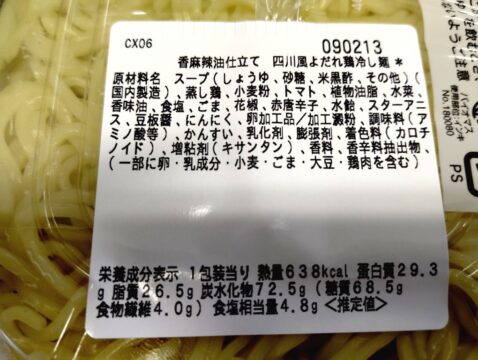 CX06
090213
香麻辣油仕立て 四川風よだれ鶏冷し麺 *
原材料名 スープ(しょうゆ、砂糖、米黒酢、その他)(
国内製造)、蒸し鶏、小麦粉、トマト、植物油脂、水菜、
香味油、食塩、ごま、花椒、赤唐辛子、水飴、スターアニ
ス、豆板醤、にんにく、卵加工品/加工澱粉、調味料(ア
ミノ酸等)、かんすい、乳化剤、膨張剤、着色料(カロチ
ノイド)、増粘剤(キサンタン)、香料、香辛料抽出物、
(一部に卵・乳成分・小麦・ごま・大豆・鶏肉を含む)
栄養成分表示 1包装当り 熱量638kcal 蛋白質29.3
g 脂質26.5g 炭水化物72.5g(糖質68.5g
食物繊維4.0g) 食塩相当量4.8g <推定値>
バイオマス
No.180080
PS